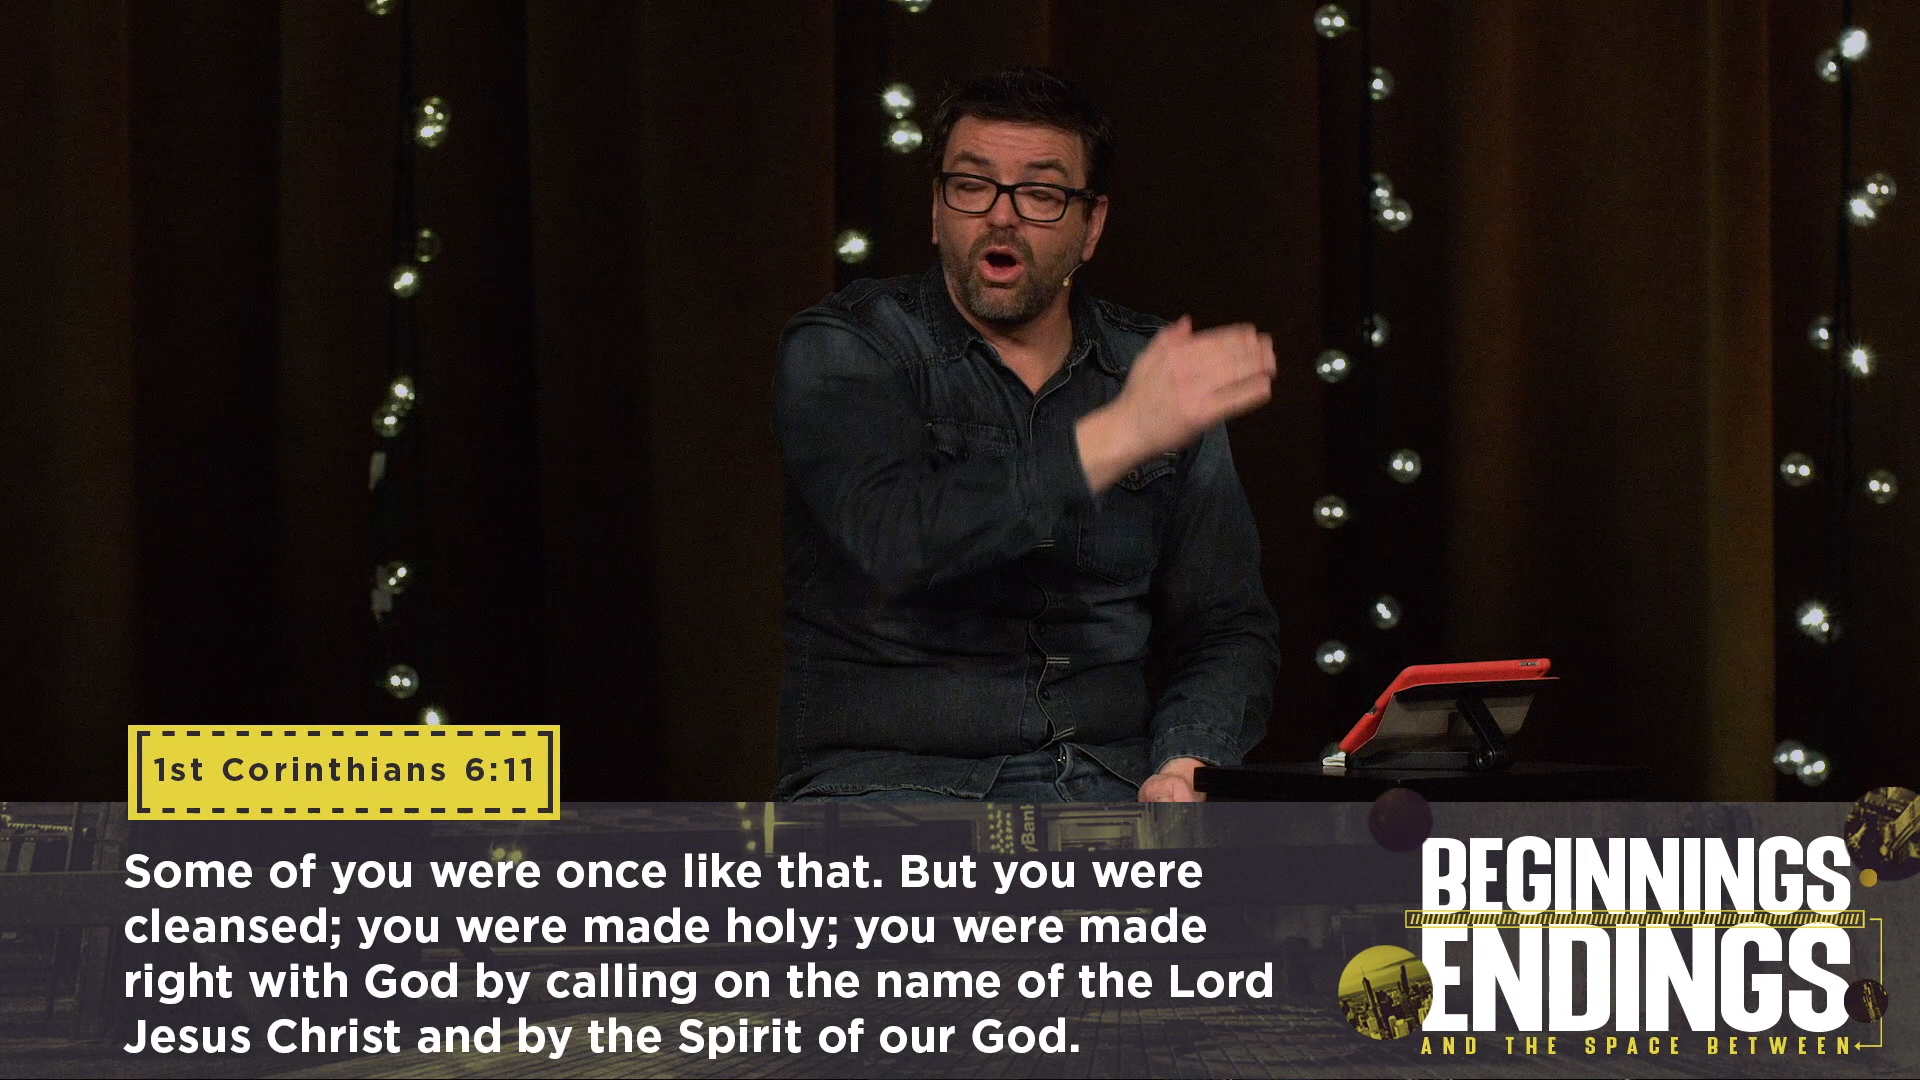 1st Corinthians 6:11
Some of you were once like that. But you were
cleansed; you were made holy; you were made
right with God by calling on the name of the Lord
Jesus Christ and by the Spirit of our God.
BEGINNINGS
ENDINGS
AND THE SPACE BETWEEN